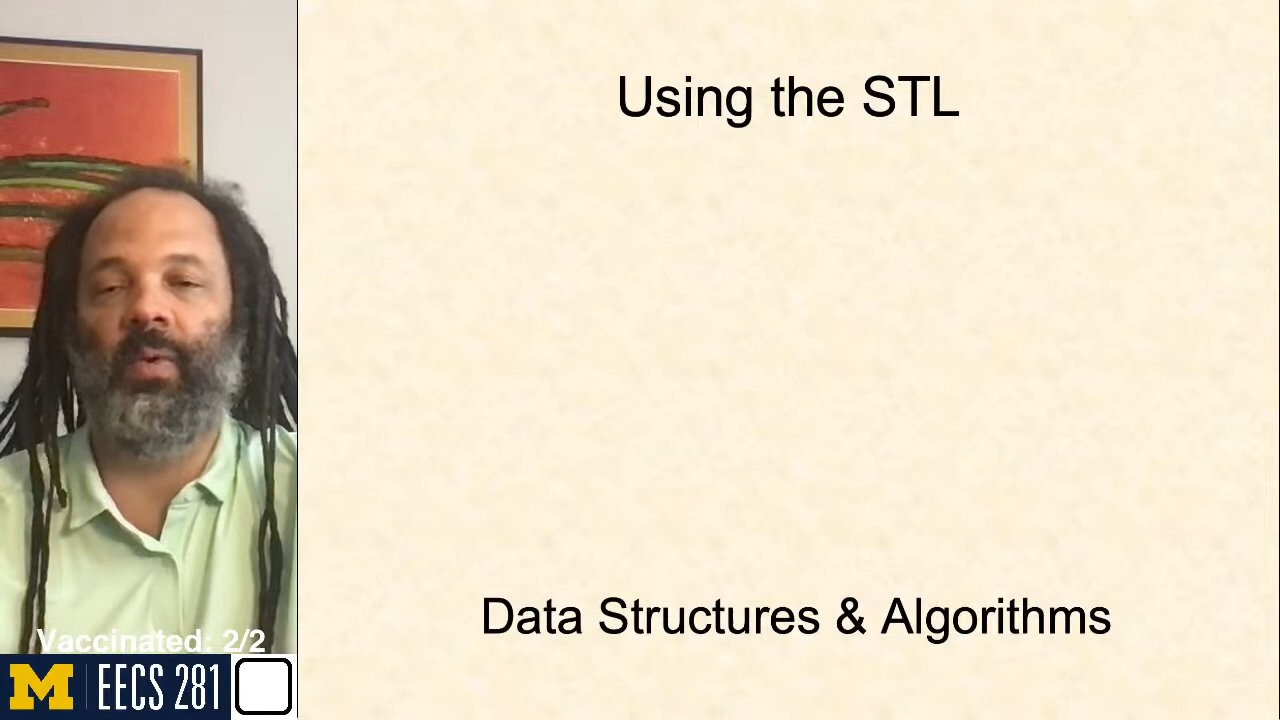 Using the STL
Data Structures & Algorithms
Vaccinated: 2/2
M EECS 281